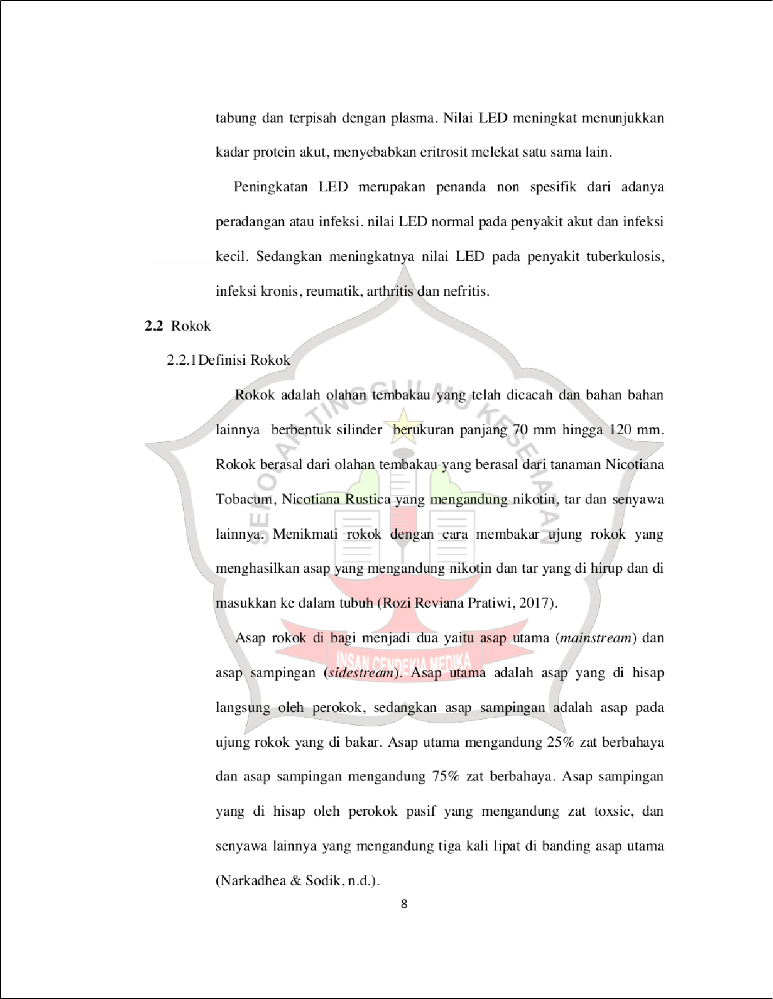 tabung dan terpisah dengan plasma. Nilai LED meningkat menunjukkan
kadar protein akut, menyebabkan eritrosit melekat satu sama lain.
Peningkatan LED merupakan penanda non spesifik dari adanya
peradangan atau infeksi. nilai LED normal pada penyakit akut dan infeksi
kecil. Sedangkan meningkatnya nilai LED pada penyakit tuberkulosis,
infeksi kronis, reumatik, arthritis dan nefritis.
2.2 Rokok
2.2.1Definisi Rokok
Rokok adalah olahan tembakau yang telah dicacah dan bahan bahan
lainnya berbentuk silinder berukuran panjang 70 mm hingga 120 mm.
Rokok berasal dari olahan tembakau yang berasal dari tanaman Nicotiana
Tobacum, Nicotiana Rustica yang mengandung nikotin, tar dan senyawa
lainnya. Menikmati rokok dengan cara membakar ujung rokok yang
menghasilkan asap yang mengandung nikotin dan tar yang di hirup dan di
masukkan ke dalam tubuh (Rozi Reviana Pratiwi, 2017).
Asap rokok di bagi menjadi dua yaitu asap utama (mainstream) dan
asap sampingan (sidestream). Asap utama adalah asap yang di hisap
langsung oleh perokok, sedangkan asap sampingan adalah asap pada
ujung rokok yang di bakar. Asap utama mengandung 25% zat berbahaya
dan asap sampingan mengandung 75% zat berbahaya. Asap sampingan
yang di hisap oleh perokok pasif yang mengandung zat toxsic, dan
senyawa lainnya yang mengandung tiga kali lipat di banding asap utama
(Narkadhea & Sodik, n.d.).
8
SEKOLAH TINGGI ILMU KESEHATAN
INSAN CENDEKIA MEDIKA